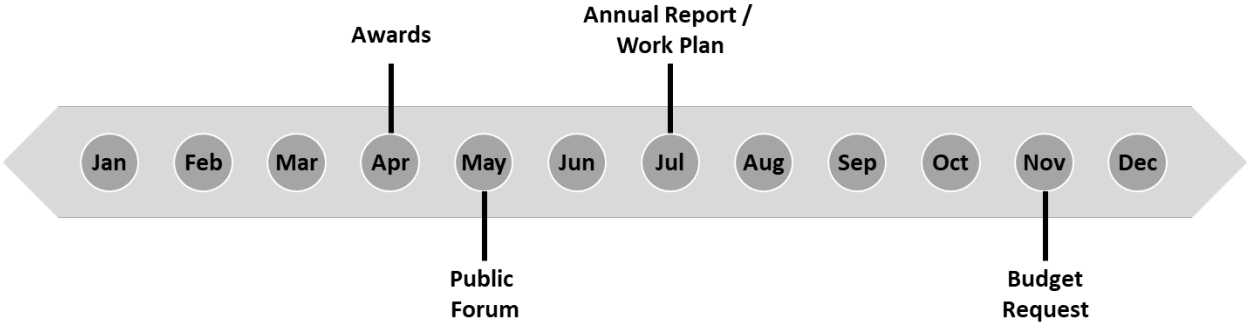 Awards
Annual Report /
Work Plan
Jan Feb Mar Apr May Jun Jul Aug Sep Oct Nov Dec
Public
Forum
Budget
Request